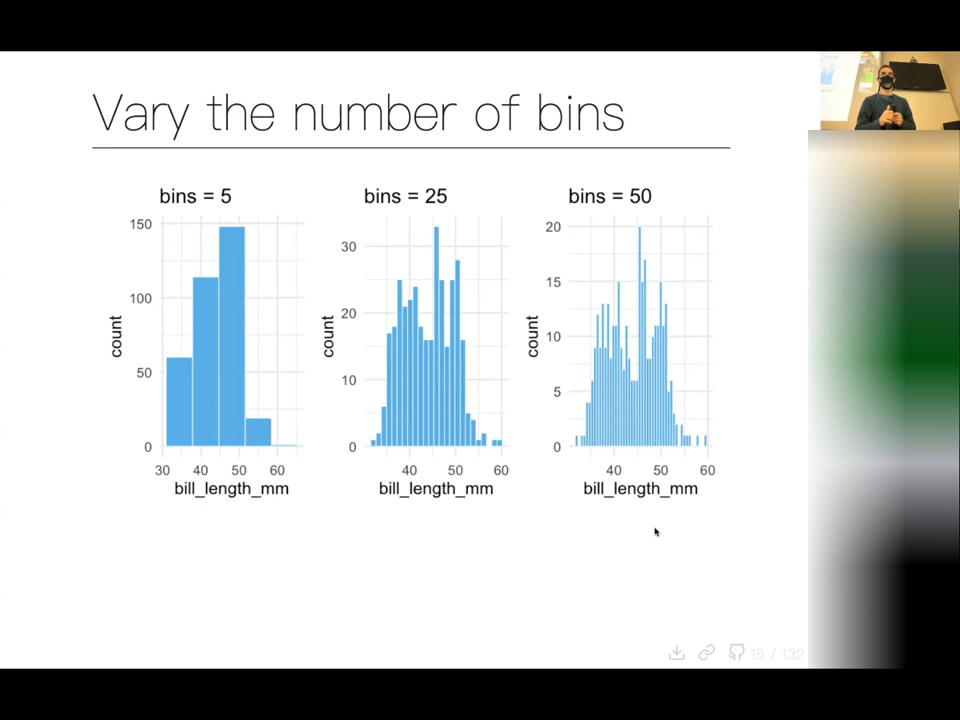 Vary the number of bins
bins = 5
150
100
50
0
count
30 40 50 60
bill_length_mm
bins = 25
30
20
10
0
count
40 50 60
bill_length_mm
bins = 50
20
15
10
5
0
count
40 50 60
bill_length_mm
15 / 132